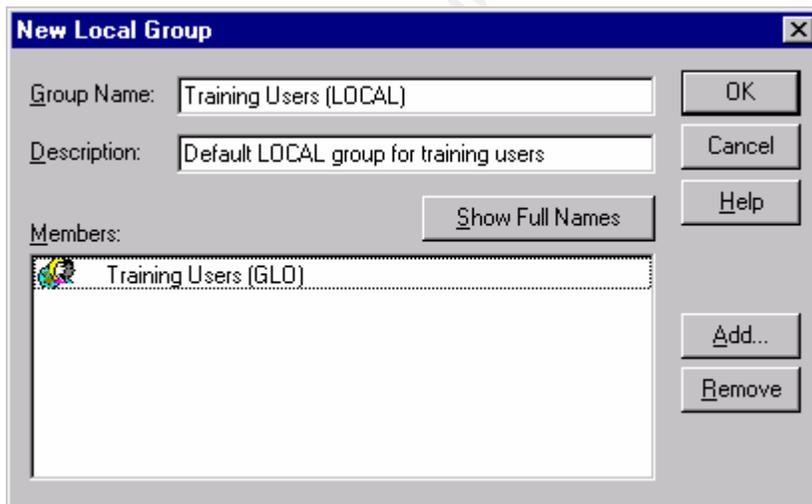 New Local Group
Group Name: Training Users (LOCAL) OK
Description: Default LOCAL group for training users Cancel
Show Full Names Help
Members:
Training Users (GLO)
Add...
Remove